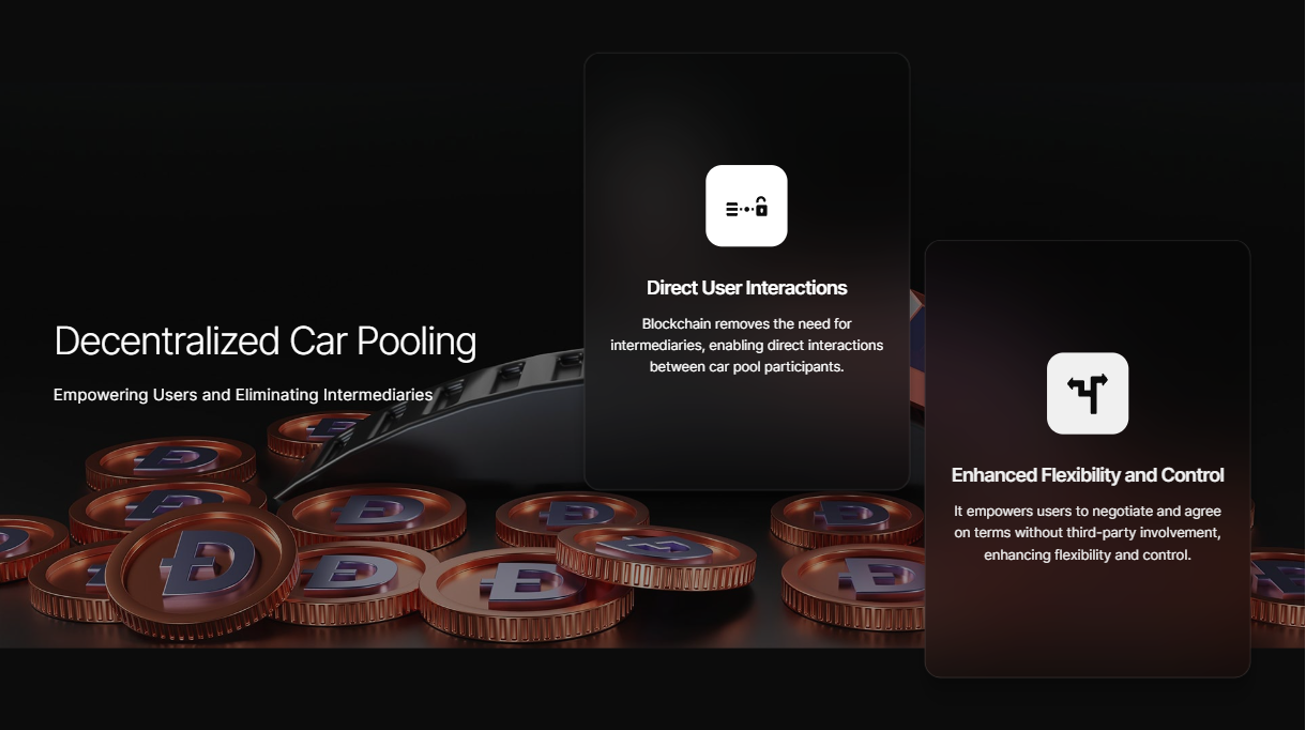 Decentralized Car Pooling
Empowering Users and Eliminating Intermediaries
Direct User Interactions
Blockchain removes the need for
intermediaries, enabling direct interactions
between car pool participants.
Enhanced Flexibility and Control
It empowers users to negotiate and agree
on terms without third-party involvement,
enhancing flexibility and control.